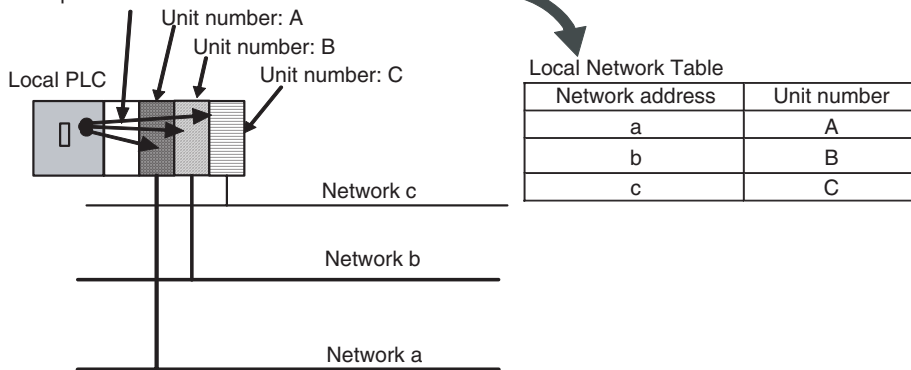 Unit number: A
Unit number: B
Unit number: C
Local PLC
Network c
Network b
Network a
Local Network Table
Network address Unit number
a A
b B
c C